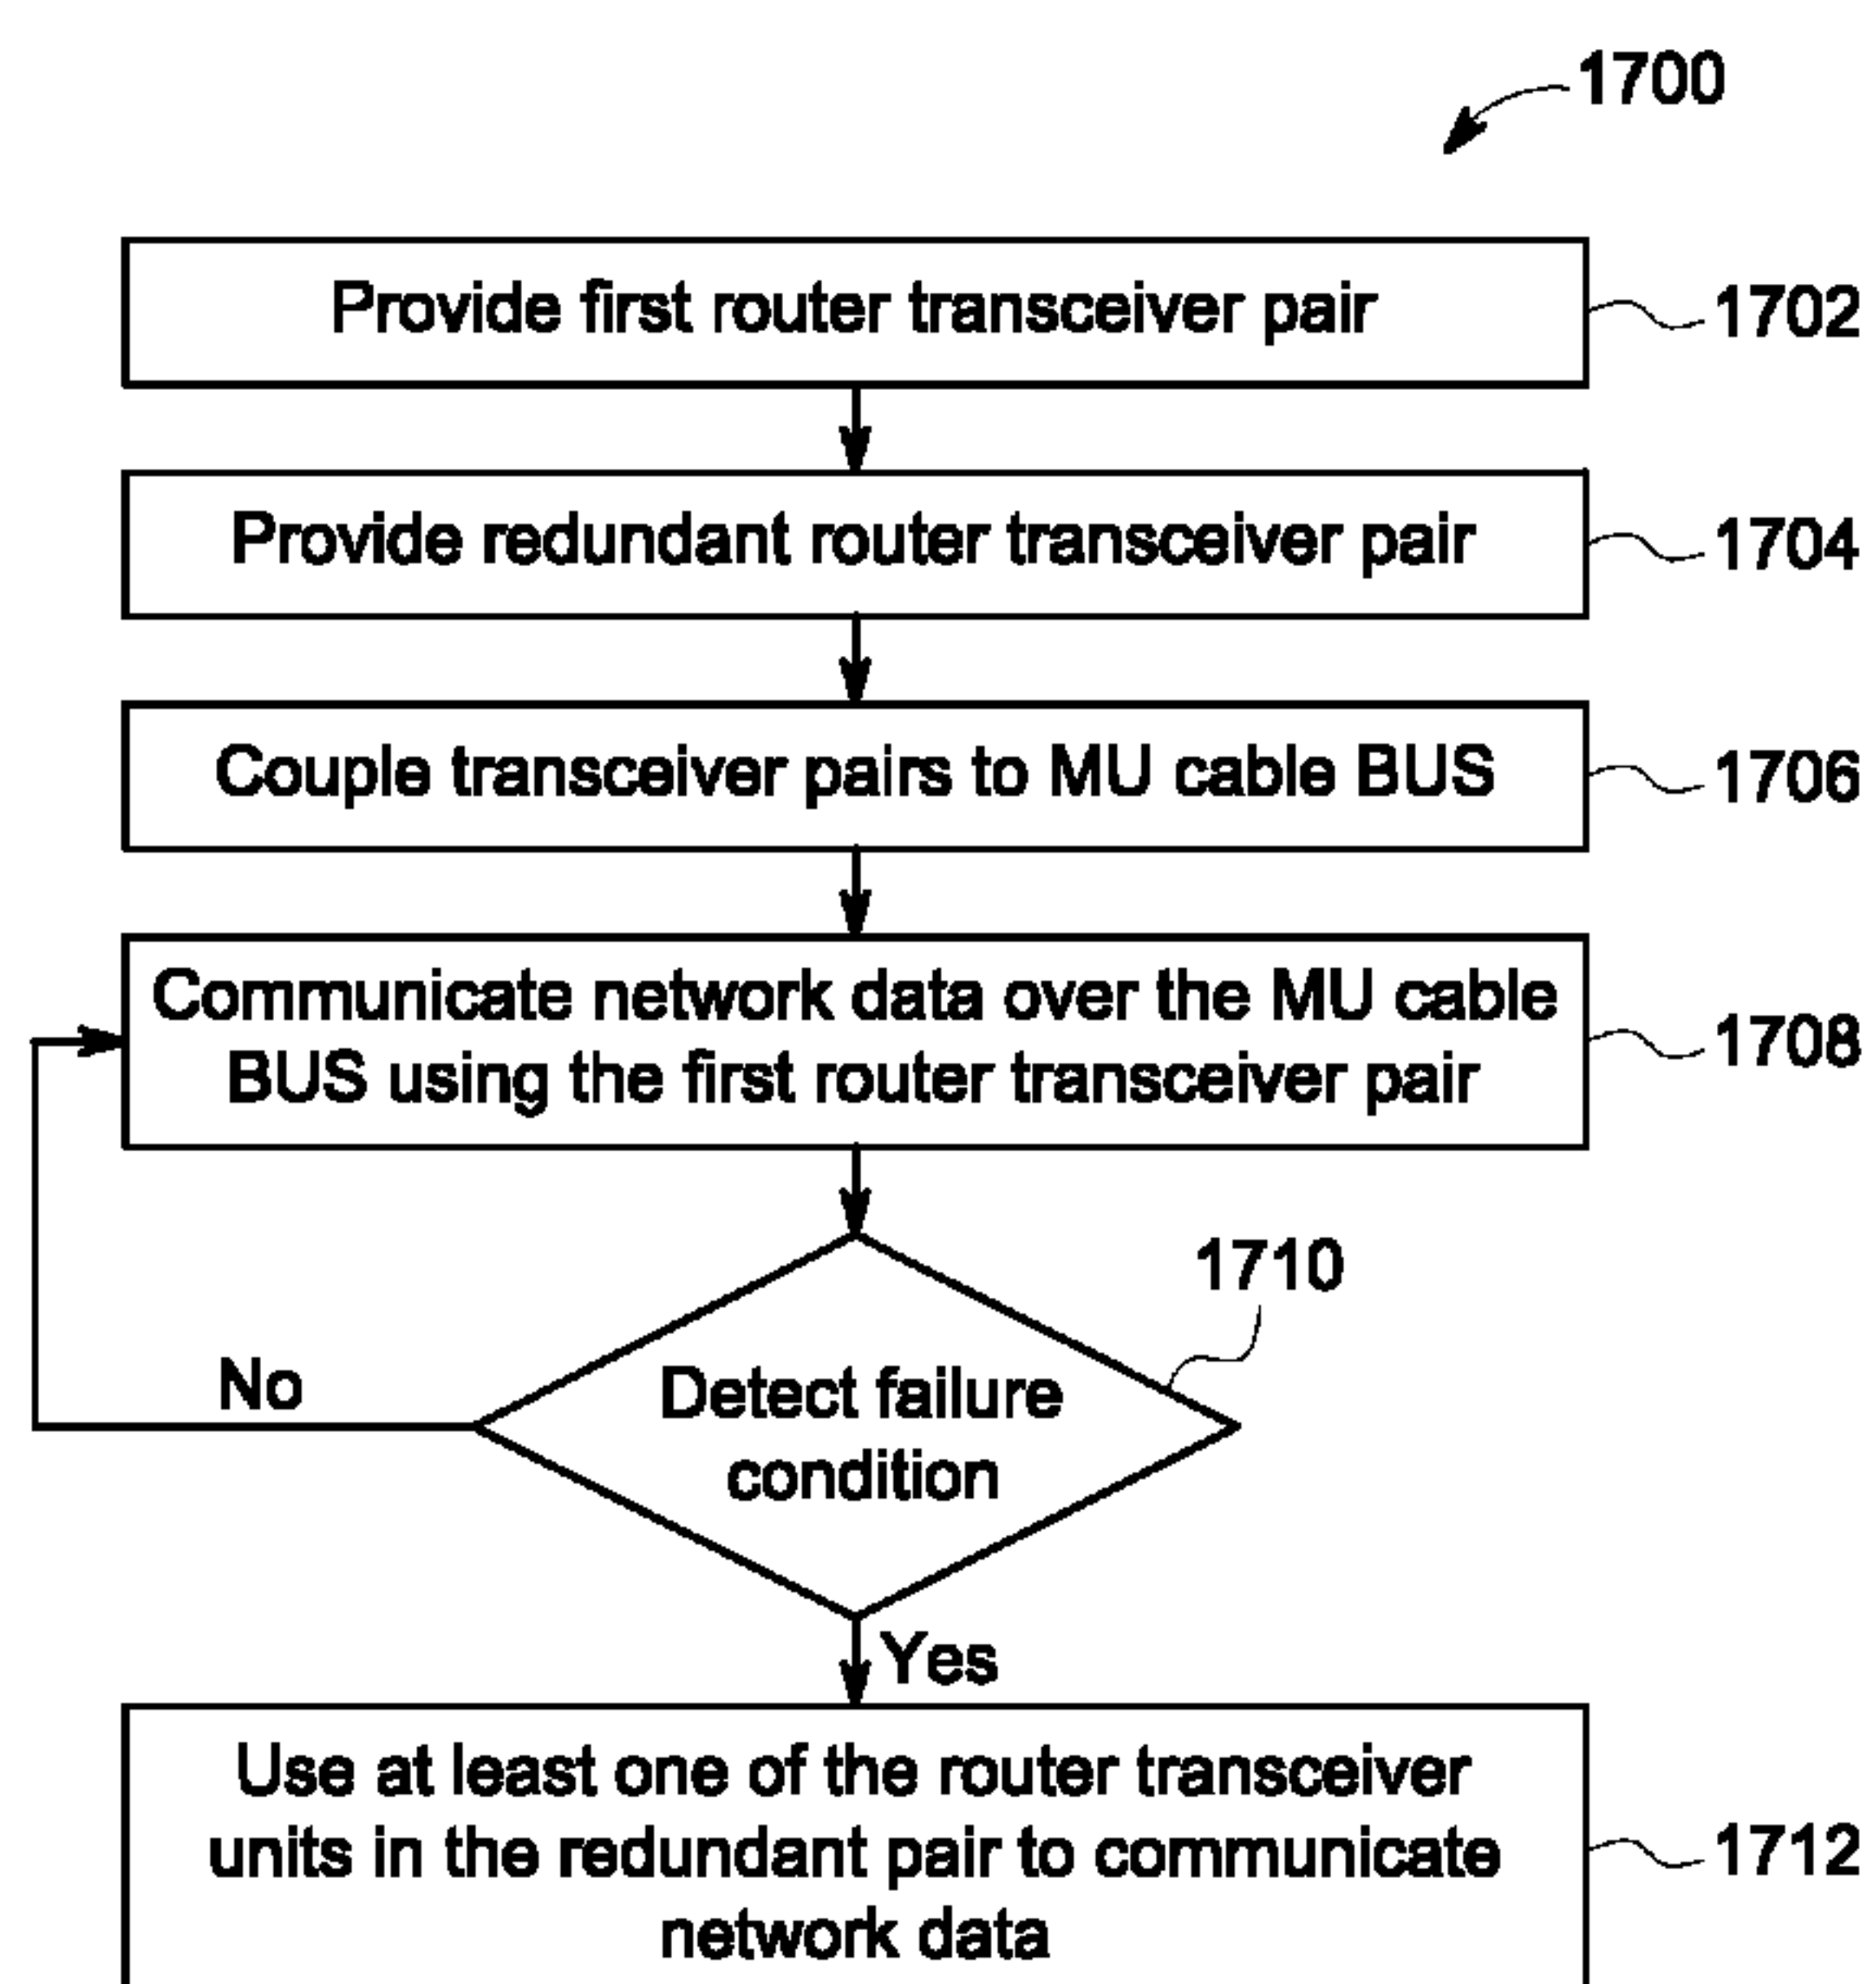 1700
Provide first router transceiver pair
1702
Provide redundant router transceiver pair
1704
Couple transceiver pairs to MU cable BUS
1706
Communicate network data over the MU cable
BUS using the first router transceiver pair
1708
1710
Detect failure
condition
No
Yes
Use at least one of the router transceiver
units in the redundant pair to communicate
network data
1712